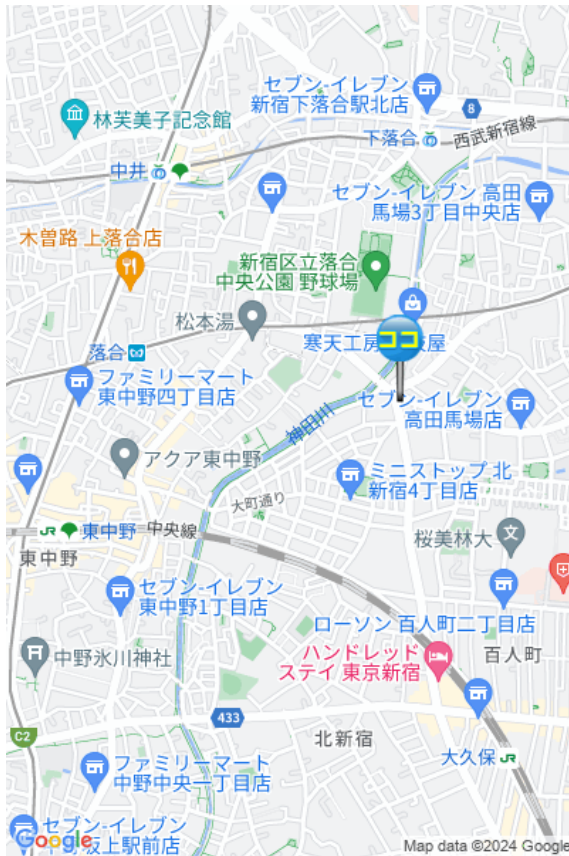 セブン-イレブン
新宿下落合駅北店
8
林芙美子記念館
下落合
西武新宿線
中井
セブン-イレブン 高田
馬場3丁目中央店
木曽路 上落合店
新宿区立落合
中央公園 野球場
松本湯
寒天工房
屋
ココ
落合
ファミリーマート
東中野四丁目店
セブン-イレブン
高田馬場店
神田川
アクア東中野
ミニストップ 北
新宿4丁目店
大町通り
JR 東中野
中央線
東中野
桜美林大
セブン-イレブン
東中野1丁目店
ローソン 百人町二丁目店
ハンドレッド
ステイ 東京新宿
百人町
中野氷川神社
433
C2
北新宿
大久保 JR
ファミリーマート
中野中央一丁目店
セブン-イレブン
坂上駅前店
Google
Map data ©2024 Google